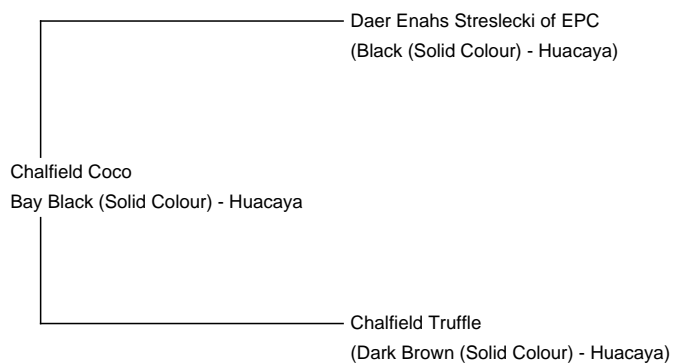 Daer Enahs Streslecki of EPC
(Black (Solid Colour) - Huacaya)
Chalfield Coco
Bay Black (Solid Colour) - Huacaya
Chalfield Truffle
(Dark Brown (Solid Colour) - Huacaya)